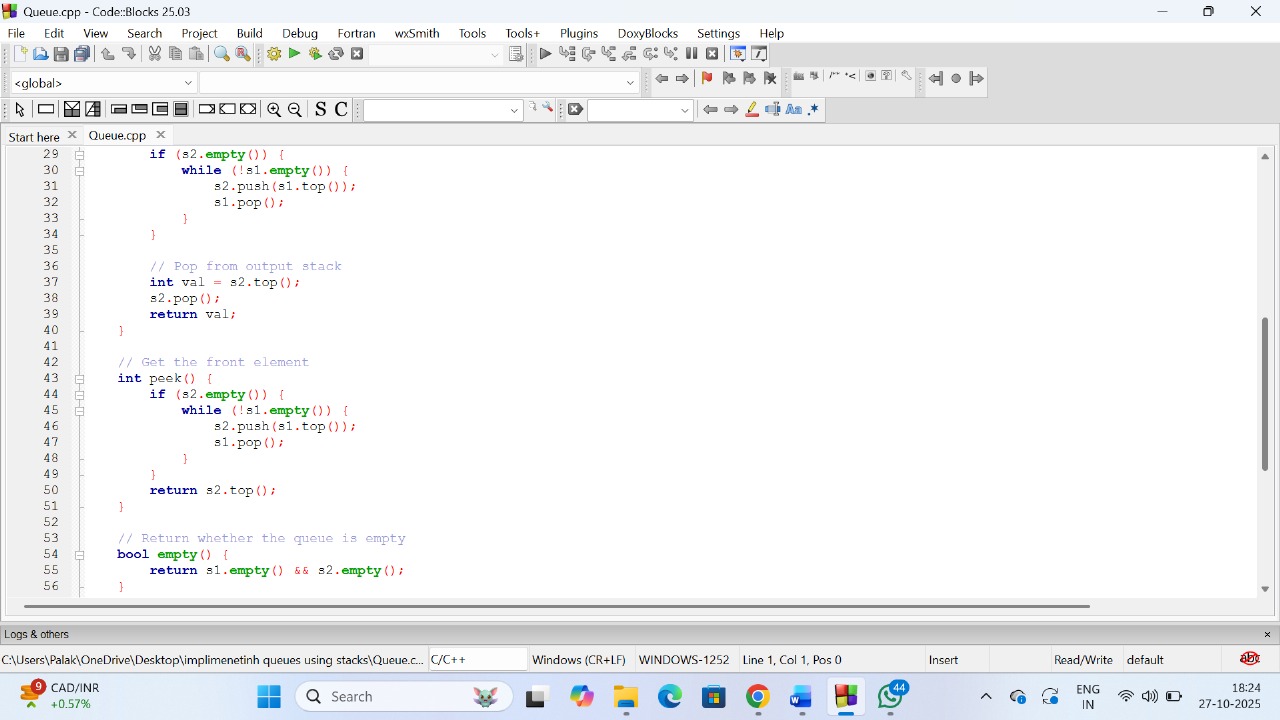 Queue.cpp - Code::Blocks 25.03
File Edit View Search Project Build Debug Fortran wxSmith Tools Tools+ Plugins DoxyBlocks Settings Help
<global>
S C
Aa .*
Start here Queue.cpp
29 if (s2.empty()) {
30 while (!s1.empty()) {
31 s2.push(s1.top());
32 s1.pop();
33 }
34 }
35
36 // Pop from output stack
37 int val = s2.top();
38 s2.pop();
39 return val;
40 }
41
42 // Get the front element
43 int peek() {
44 if (s2.empty()) {
45 while (!s1.empty()) {
46 s2.push(s1.top());
47 s1.pop();
48 }
49 }
50 return s2.top();
51 }
52
53 // Return whether the queue is empty
54 bool empty() {
55 return s1.empty() && s2.empty();
56 }
Logs & others
C:\Users\Palak\OneDrive\Desktop\implimenetinh queues using stacks\Queue.c... C/C++ Windows (CR+LF) WINDOWS-1252 Line 1, Col 1, Pos 0 Insert Read/Write default abc
9 CAD/INR
+0.57%
Search
44
ENG
IN
18:24
27-10-2025